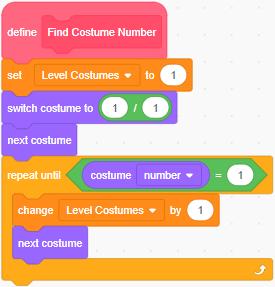 define Find Costume Number
set Level Costumes to 1
switch costume to 1 / 1
next costume
repeat until costume number = 1
change Level Costumes by 1
next costume